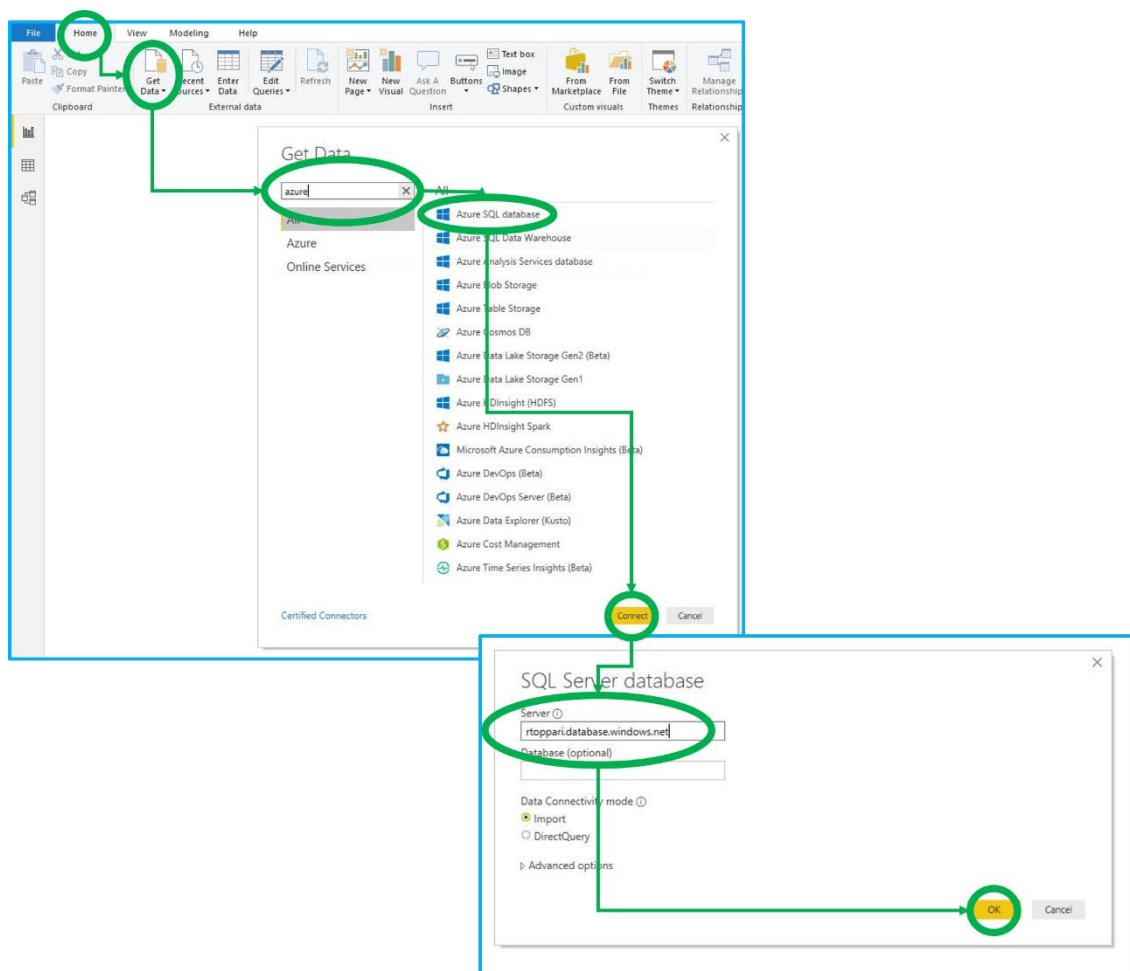 File Home View Modeling Help
Paste
Copy
Format Painter
Get Data
Recent Sources
Enter Data
Edit Queries
Refresh
New Page
New Visual
Ask A Question
Buttons
Text box
Image
Shapes
From Marketplace
From File
Switch Theme
Manage Relationship
Clipboard External data Insert Custom visuals Themes Relationship
Get Data
azure
All
All
Azure
Online Services
Azure SQL database
Azure SQL Data Warehouse
Azure Analysis Services database
Azure Blob Storage
Azure Table Storage
Azure Cosmos DB
Azure Data Lake Storage Gen2 (Beta)
Azure Data Lake Storage Gen1
Azure HDInsight (HDFS)
Azure HDInsight Spark
Microsoft Azure Consumption Insights (Beta)
Azure DevOps (Beta)
Azure DevOps Server (Beta)
Azure Data Explorer (Kusto)
Azure Cost Management
Azure Time Series Insights (Beta)
Certified Connectors
Connect Cancel
SQL Server database
Server
rtoppari.database.windows.net
Database (optional)
Data Connectivity mode
Import
DirectQuery
Advanced options
OK Cancel